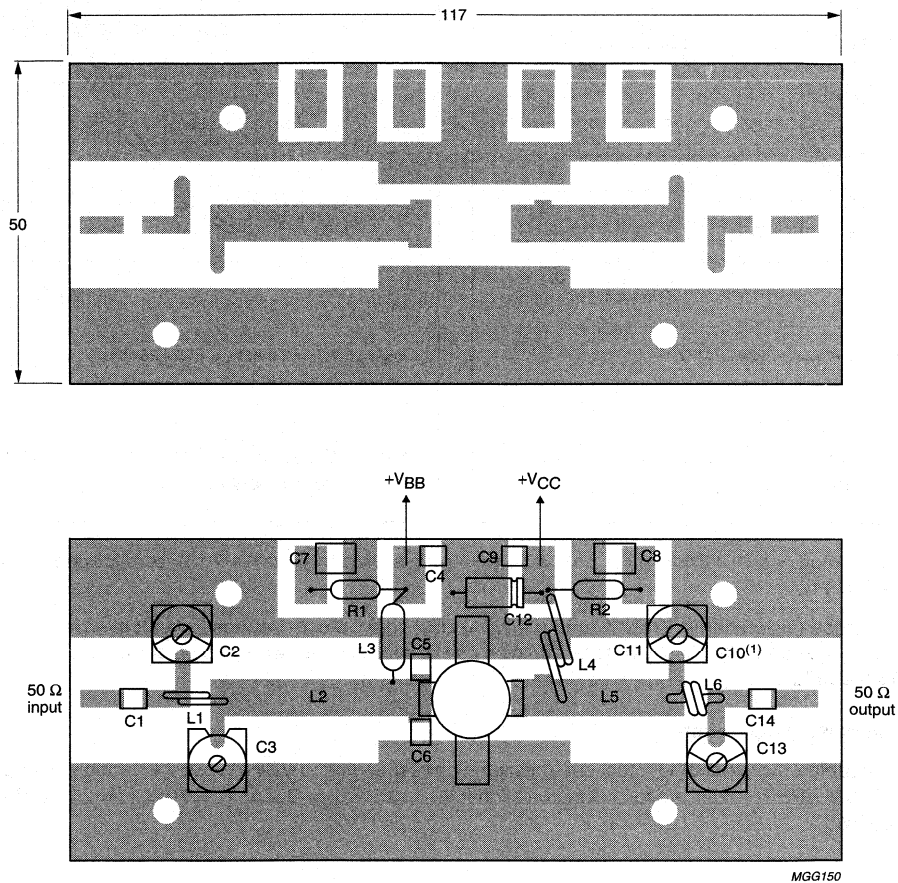 117
50
+VBB
+VCC
C7
C4
C9
C8
R1
C12
R2
C2
L3
C5
L4
C11
C10(1)
50 Ω
input
C1
L1
L2
L5
L6
C14
50 Ω
output
C3
C6
C13
MGG150